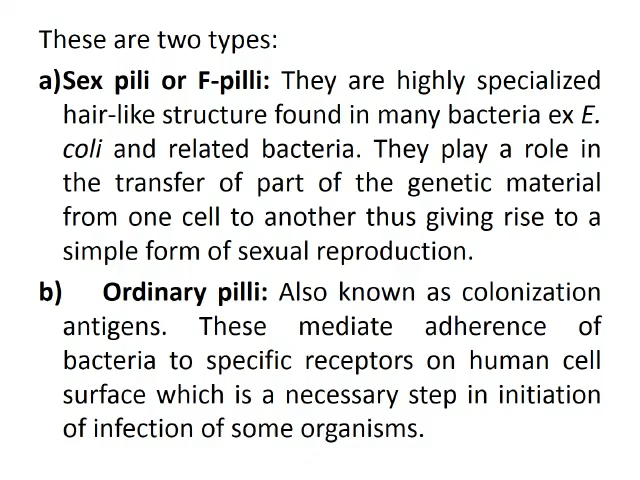 These are two types:
a)Sex pili or F-pilli: They are highly specialized
hair-like structure found in many bacteria ex E.
coli and related bacteria. They play a role in
the transfer of part of the genetic material
from one cell to another thus giving rise to a
simple form of sexual reproduction.
b) Ordinary pilli: Also known as colonization
antigens. These mediate adherence of
bacteria to specific receptors on human cell
surface which is a necessary step in initiation
of infection of some organisms.